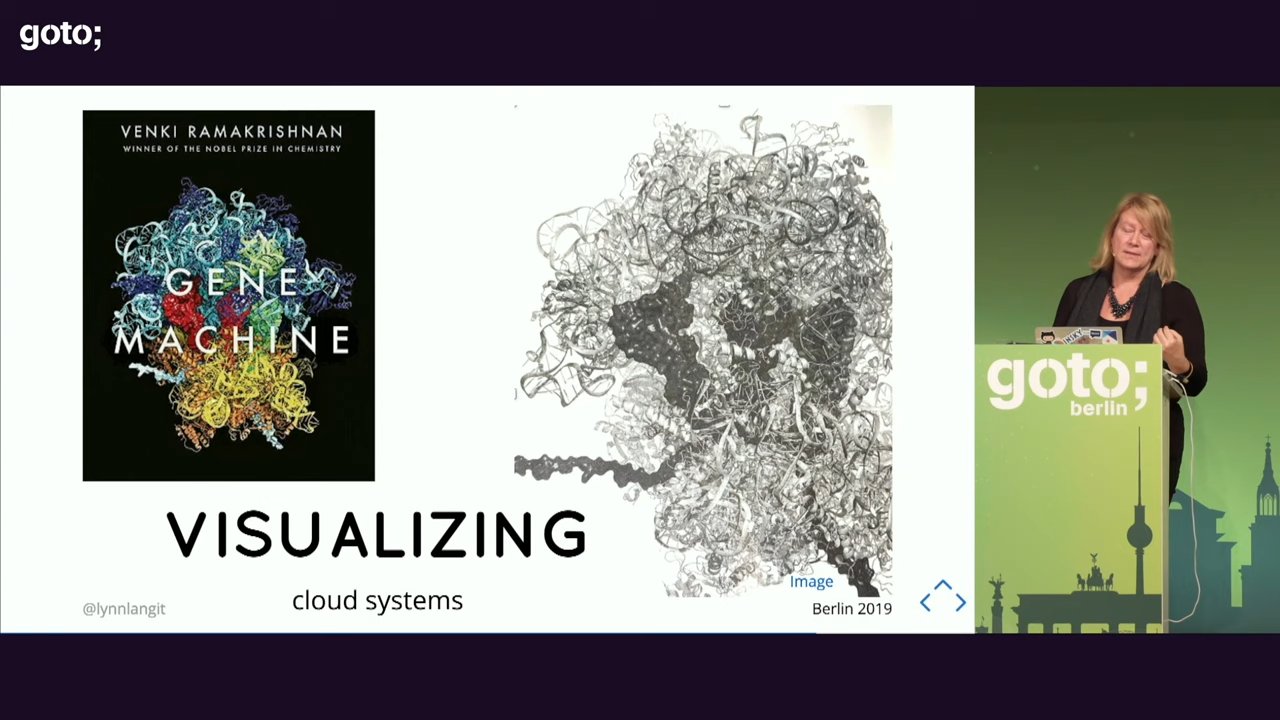 goto;
VENKI RAMAKRISHNAN
WINNER OF THE NOBEL PRIZE IN CHEMISTRY
GENE
MACHINE
VISUALIZING
cloud systems
@lynnlangit
Image
Berlin 2019
goto;
berlin